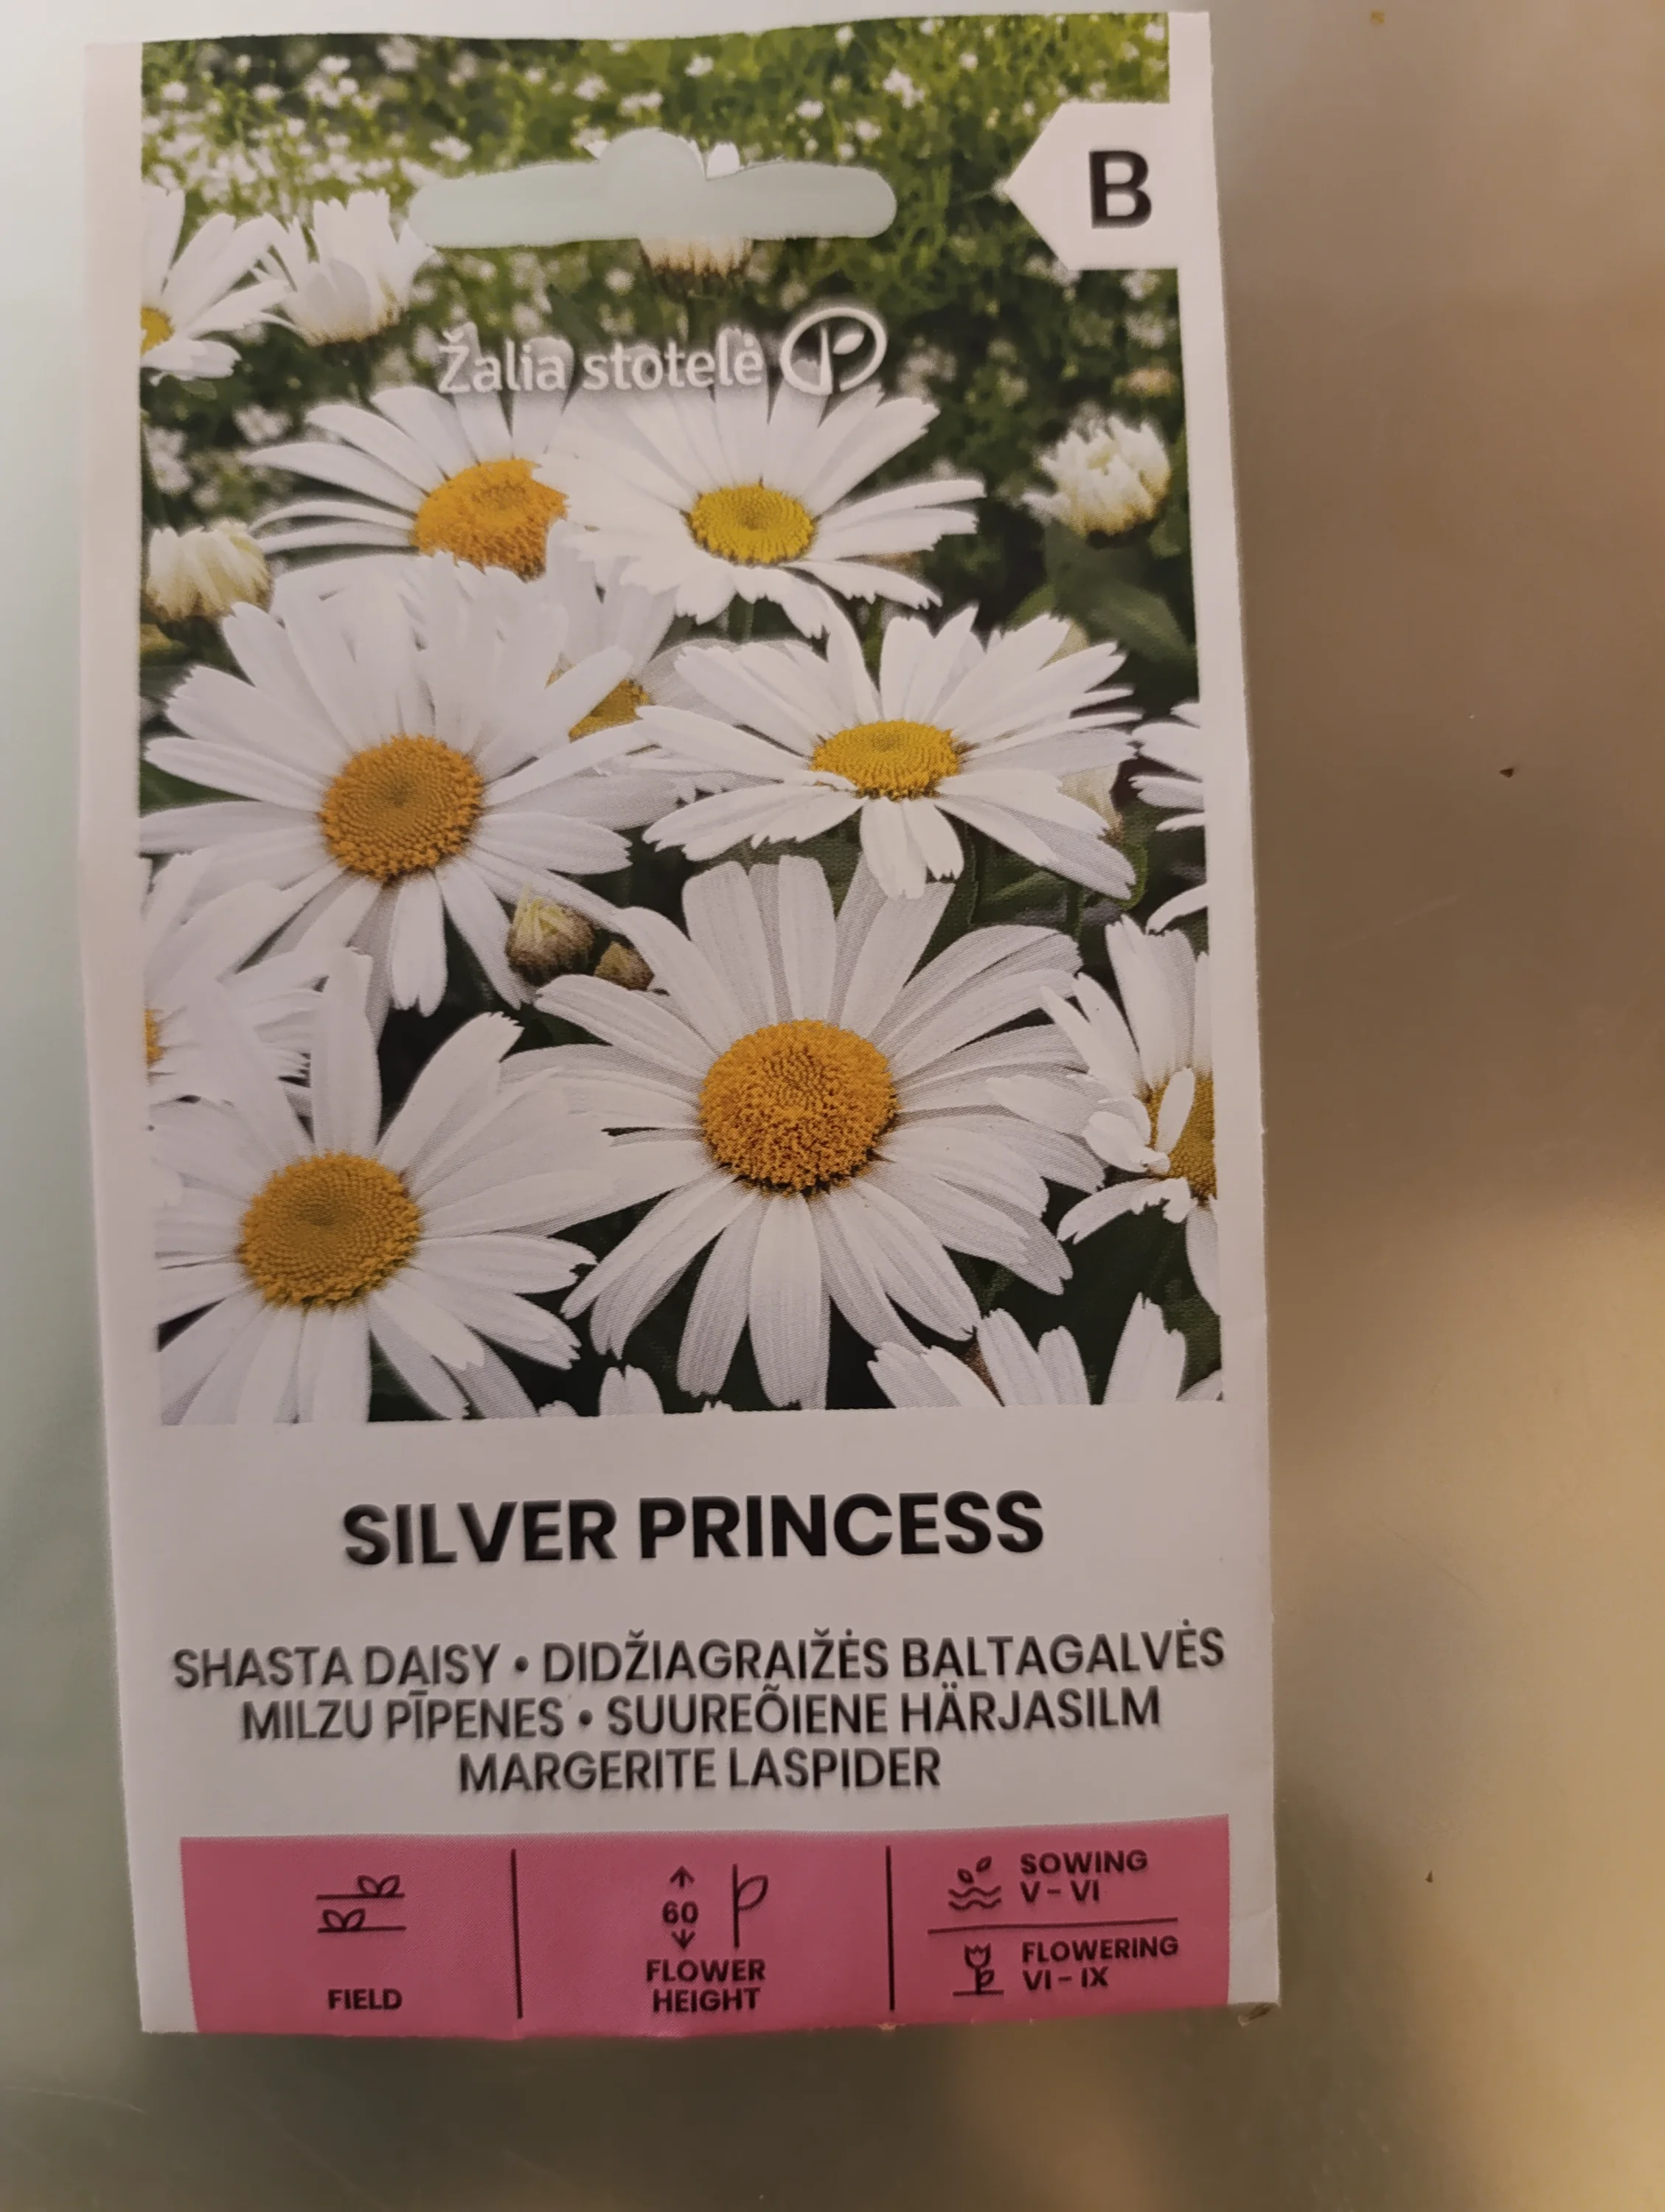 B
Žalia stotelė
SILVER PRINCESS
SHASTA DAISY • DIDŽIAGRAIŽĖS BALTAGALVĖS
MILZU PĪPENES • SUUREÕIENE HÄRJASILM
MARGERITE LASPIDER
FIELD
60
FLOWER
HEIGHT
SOWING
V – VI
FLOWERING
VI – IX